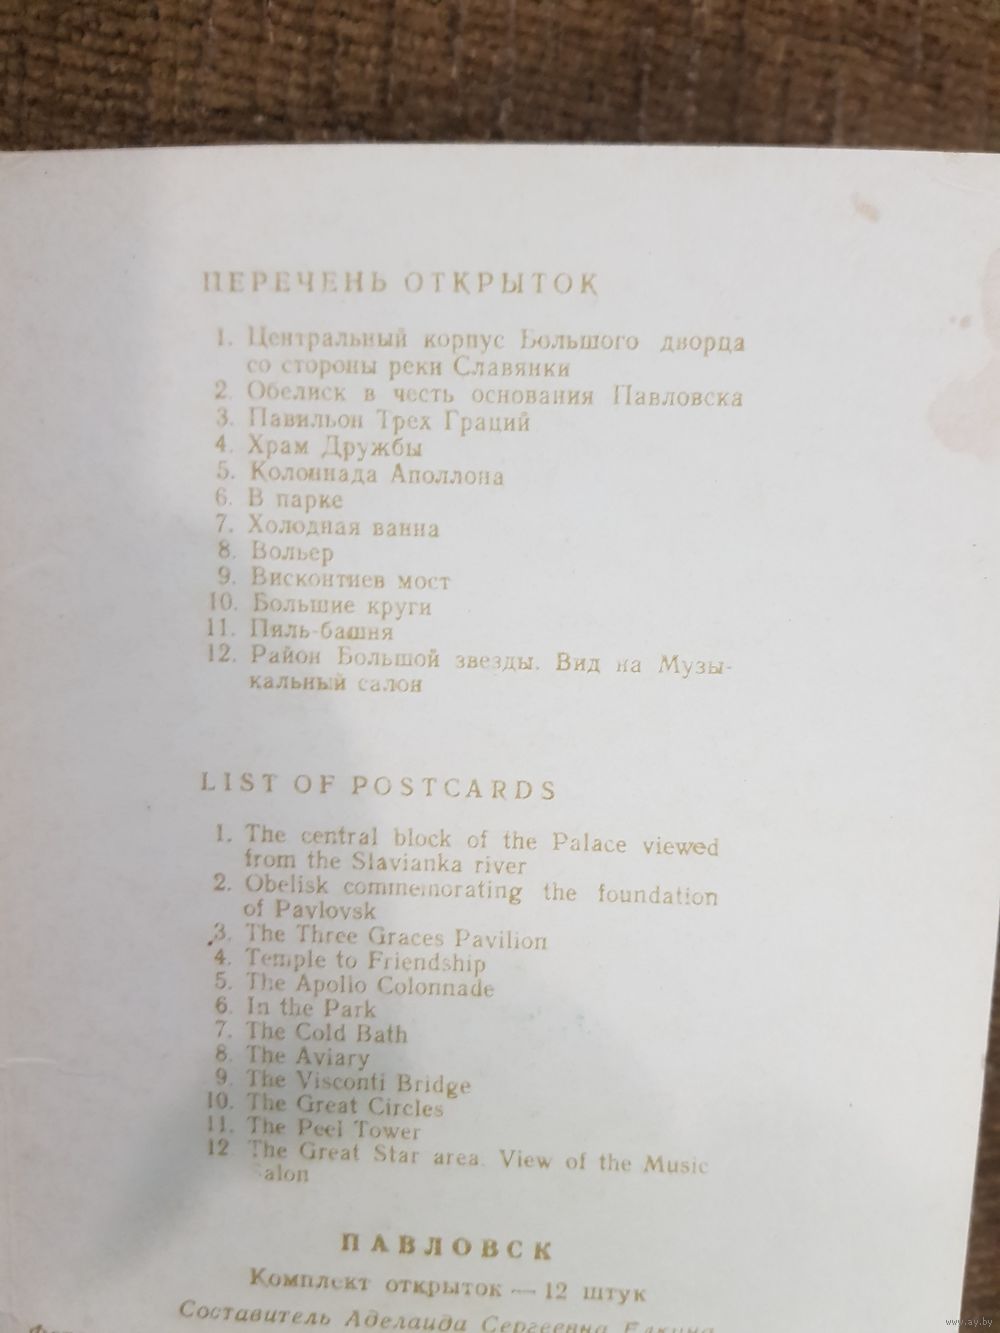 ПЕРЕЧЕНЬ ОТКРЫТОК
1. Центральный корпус Большого дворца
со стороны реки Славянки
2. Обелиск в честь основания Павловска
3. Павильон Трех Граций
4. Храм Дружбы
5. Колоннада Аполлона
6. В парке
7. Холодная ванна
8. Вольер
9. Висконтиев мост
10. Большие круги
11. Пиль-башня
12. Район Большой звезды. Вид на Музы-
кальный салон
LIST OF POSTCARDS
1. The central block of the Palace viewed
from the Slavianka river
2. Obelisk commemorating the foundation
of Pavlovsk
3. The Three Graces Pavilion
4. Temple to Friendship
5. The Apollo Colonnade
6. In the Park
7. The Cold Bath
8. The Aviary
9. The Visconti Bridge
10. The Great Circles
11. The Peel Tower
12. The Great Star area. View of the Music
Salon
ПАВЛОВСК
Комплект открыток — 12 штук
Составитель Аделаида Сергеевна Елкина
www.ay.by